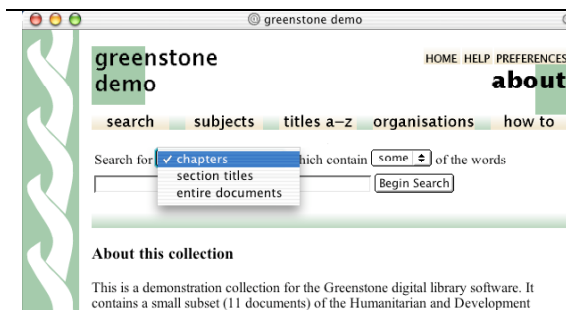 greenstone demo
greenstone
demo
HOME HELP PREFERENCES
about
search subjects titles a–z organisations how to
Search for ✓ chapters which contain some of the words
section titles
entire documents
Begin Search
About this collection
This is a demonstration collection for the Greenstone digital library software. It
contains a small subset (11 documents) of the Humanitarian and Development